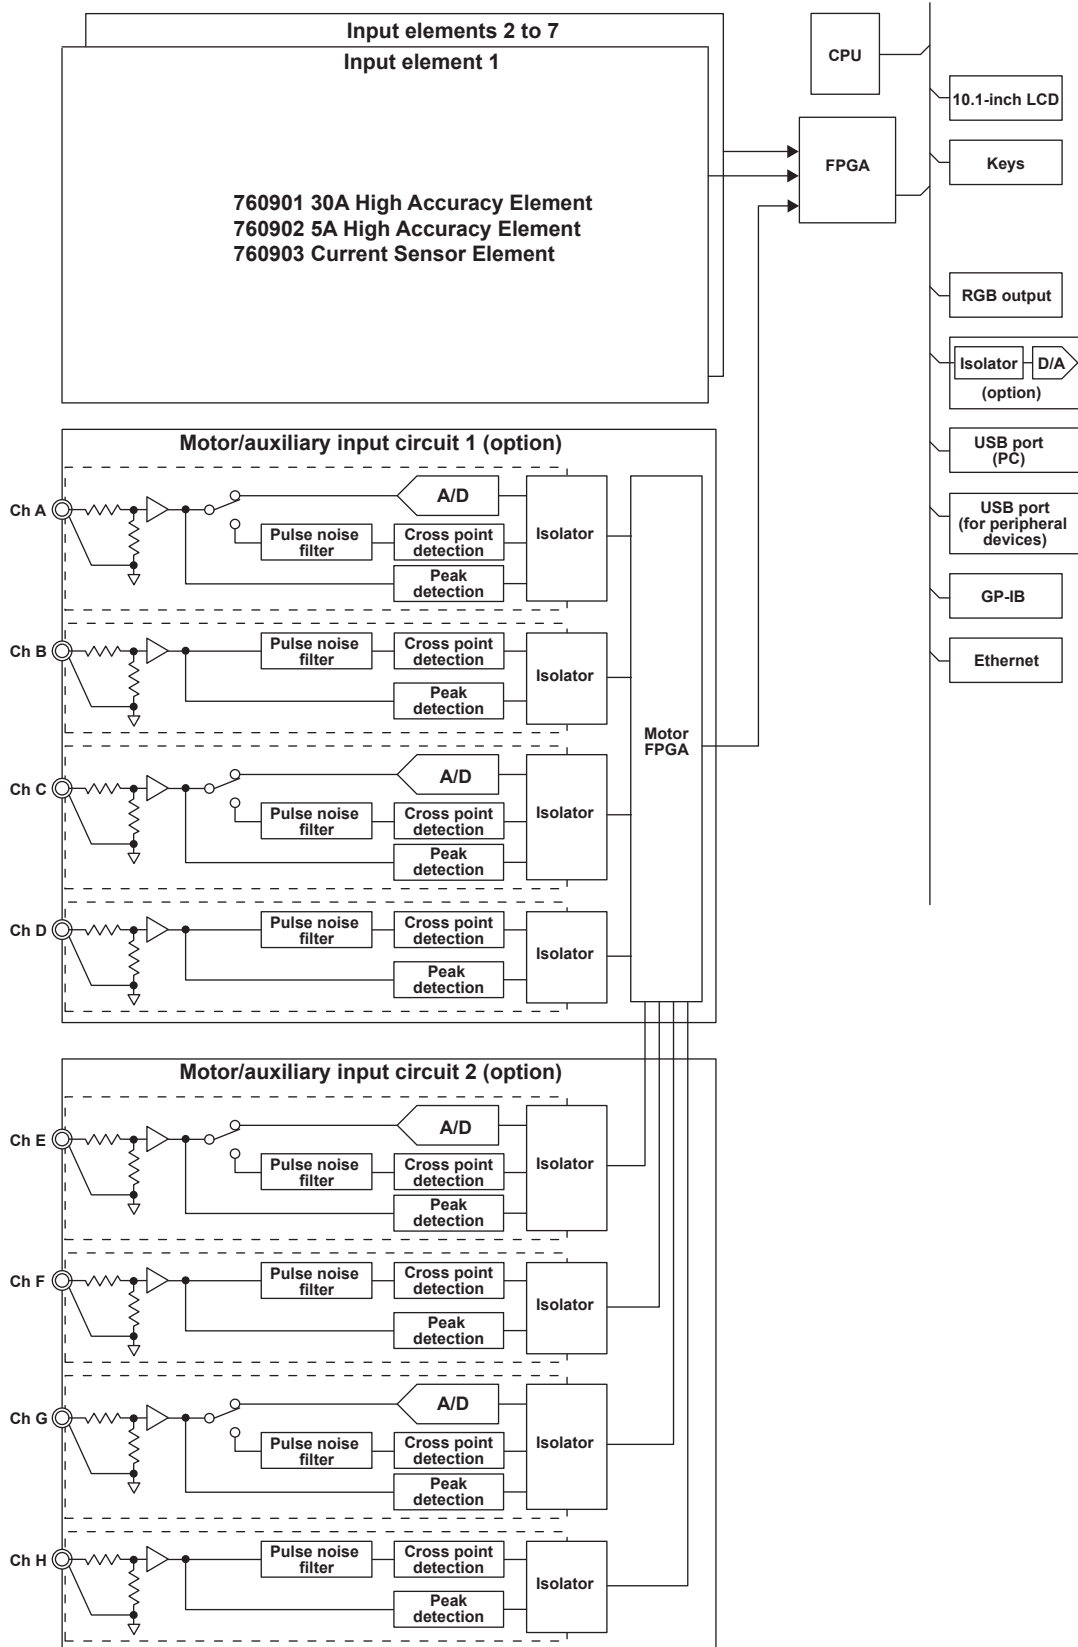 Input elements 2 to 7
Input element 1
760901 30A High Accuracy Element
760902 5A High Accuracy Element
760903 Current Sensor Element
CPU
FPGA
10.1-inch LCD
Keys
RGB output
Isolator
D/A
(option)
USB port
(PC)
USB port
(for peripheral
devices)
GP-IB
Ethernet
Motor/auxiliary input circuit 1 (option)
Ch A
A/D
Pulse noise
filter
Cross point
detection
Peak
detection
Isolator
Ch B
Pulse noise
filter
Cross point
detection
Peak
detection
Isolator
Motor
FPGA
Ch C
A/D
Pulse noise
filter
Cross point
detection
Peak
detection
Isolator
Ch D
Pulse noise
filter
Cross point
detection
Peak
detection
Isolator
Motor/auxiliary input circuit 2 (option)
Ch E
A/D
Pulse noise
filter
Cross point
detection
Peak
detection
Isolator
Ch F
Pulse noise
filter
Cross point
detection
Peak
detection
Isolator
Ch G
A/D
Pulse noise
filter
Cross point
detection
Peak
detection
Isolator
Ch H
Pulse noise
filter
Cross point
detection
Peak
detection
Isolator